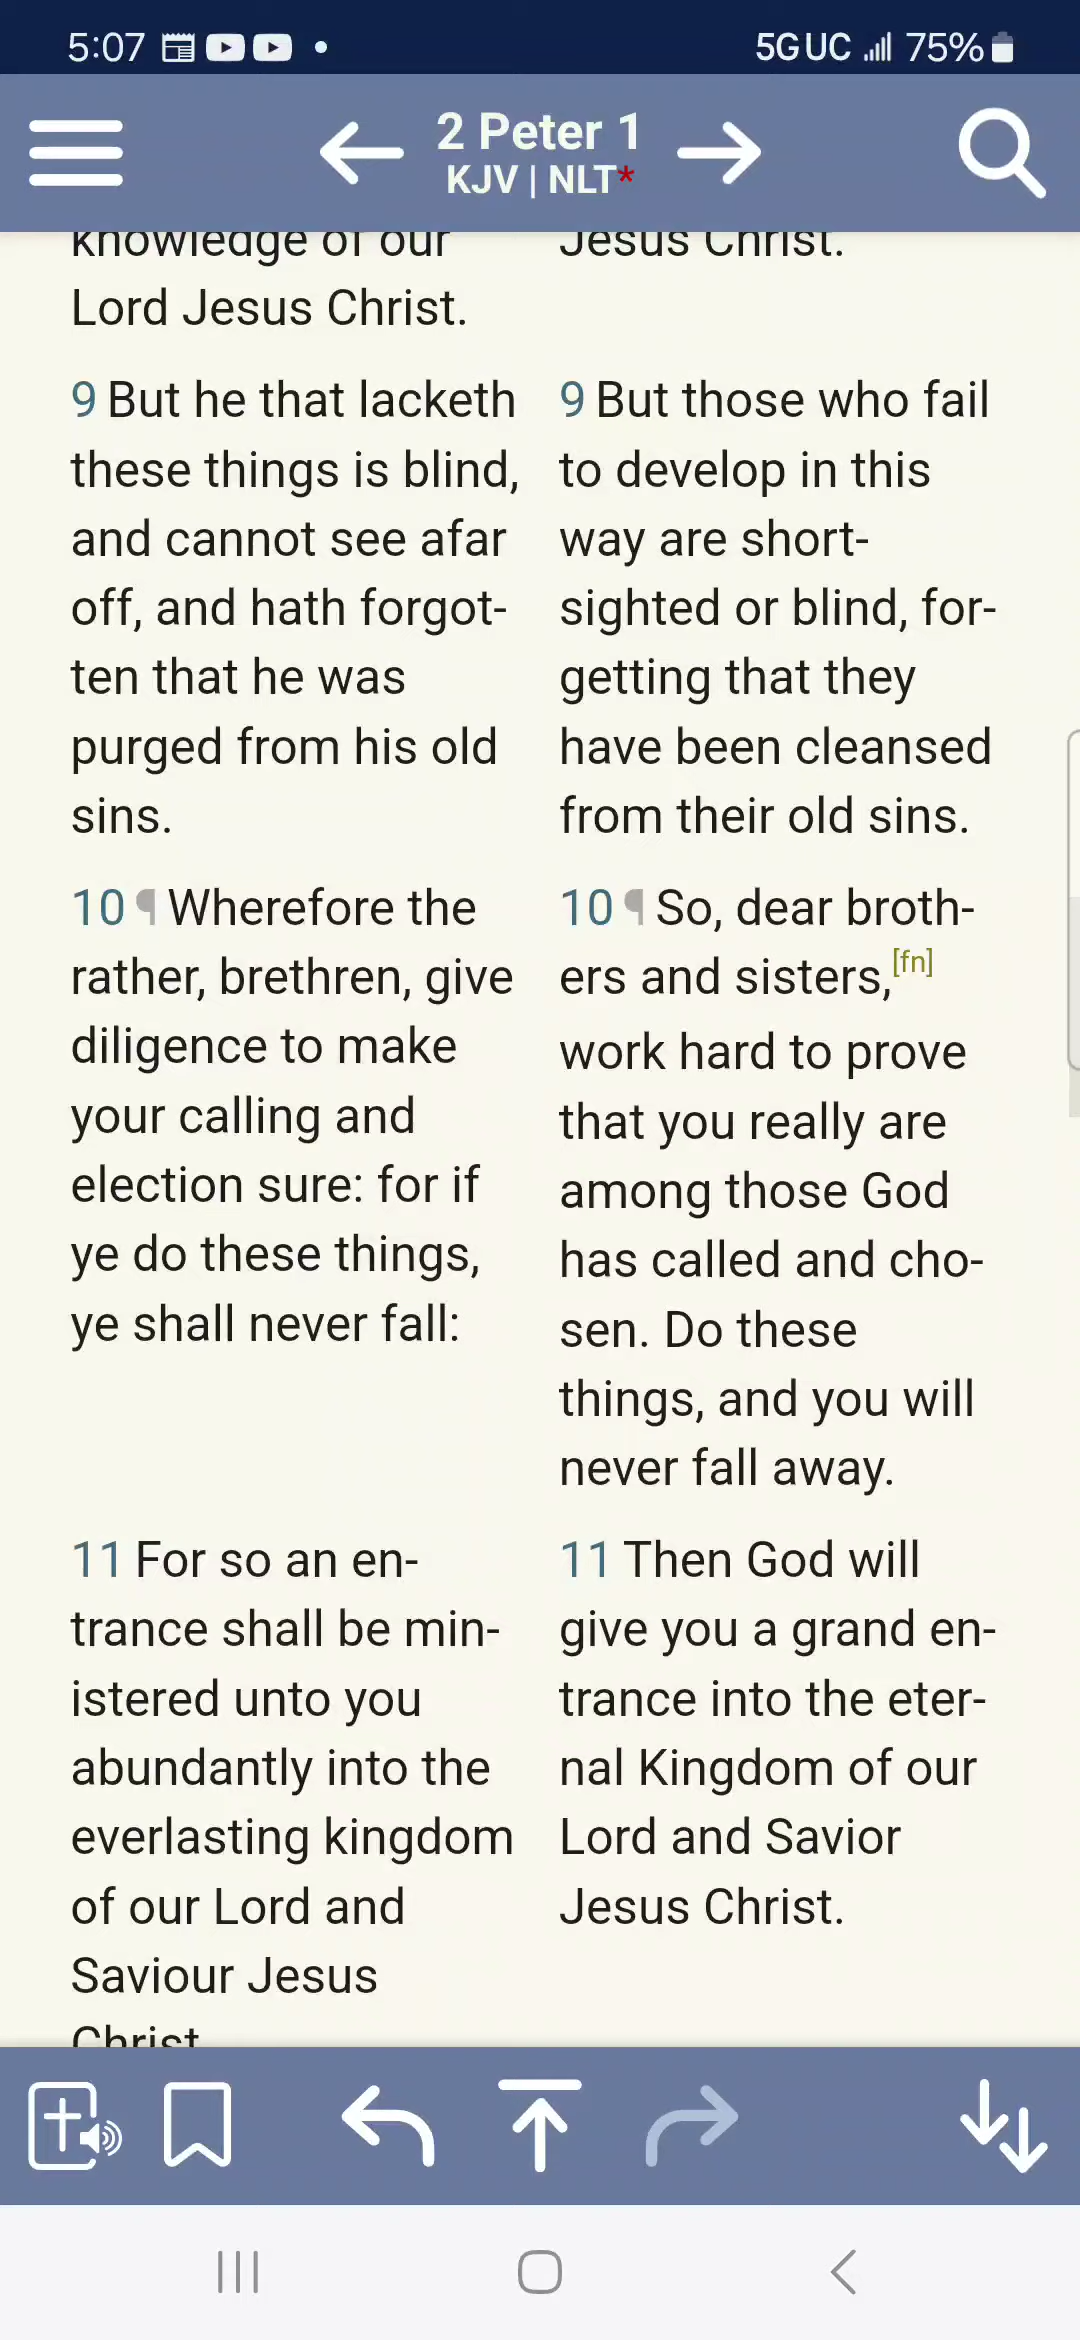 5:07
5G UC 75%
2 Peter 1
KJV | NLT*
knowledge of our
Lord Jesus Christ.
9 But he that lacketh
these things is blind,
and cannot see afar
off, and hath forgot-
ten that he was
purged from his old
sins.
10 ¶ Wherefore the
rather, brethren, give
diligence to make
your calling and
election sure: for if
ye do these things,
ye shall never fall:
11 For so an en-
trance shall be min-
istered unto you
abundantly into the
everlasting kingdom
of our Lord and
Saviour Jesus
Christ
Jesus Christ.
9 But those who fail
to develop in this
way are short-
sighted or blind, for-
getting that they
have been cleansed
from their old sins.
10 ¶ So, dear broth-
ers and sisters,[fn]
work hard to prove
that you really are
among those God
has called and cho-
sen. Do these
things, and you will
never fall away.
11 Then God will
give you a grand en-
trance into the eter-
nal Kingdom of our
Lord and Savior
Jesus Christ.